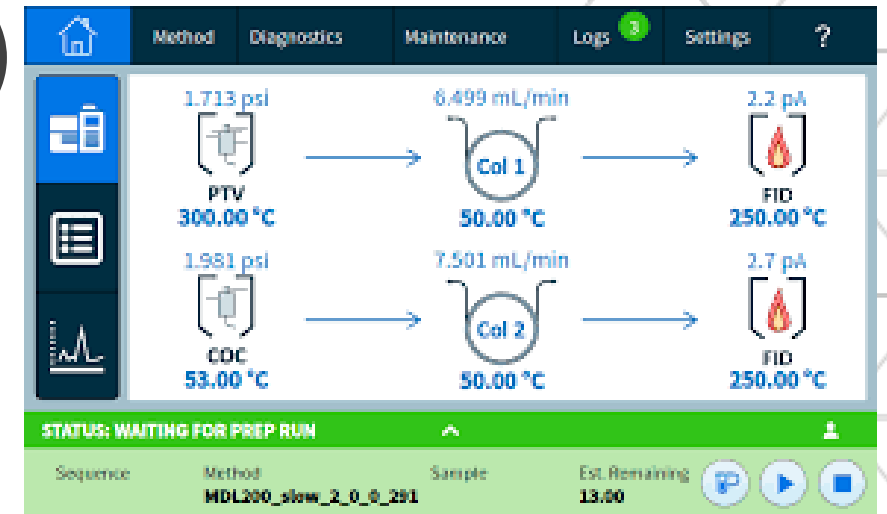 Method Diagnostics Maintenance Logs 3 Settings ?
1.713 psi 6.499 mL/min 2.2 pA
Col 1
PTV FID
300.00 °C 50.00 °C 250.00 °C
1.981 psi 7.501 mL/min 2.7 pA
Col 2
COC FID
53.00 °C 50.00 °C 250.00 °C
STATUS: WAITING FOR PREP RUN
Sequence Method Sample Est. Remaining
MDL200_slow_2_0_0_291 13.00